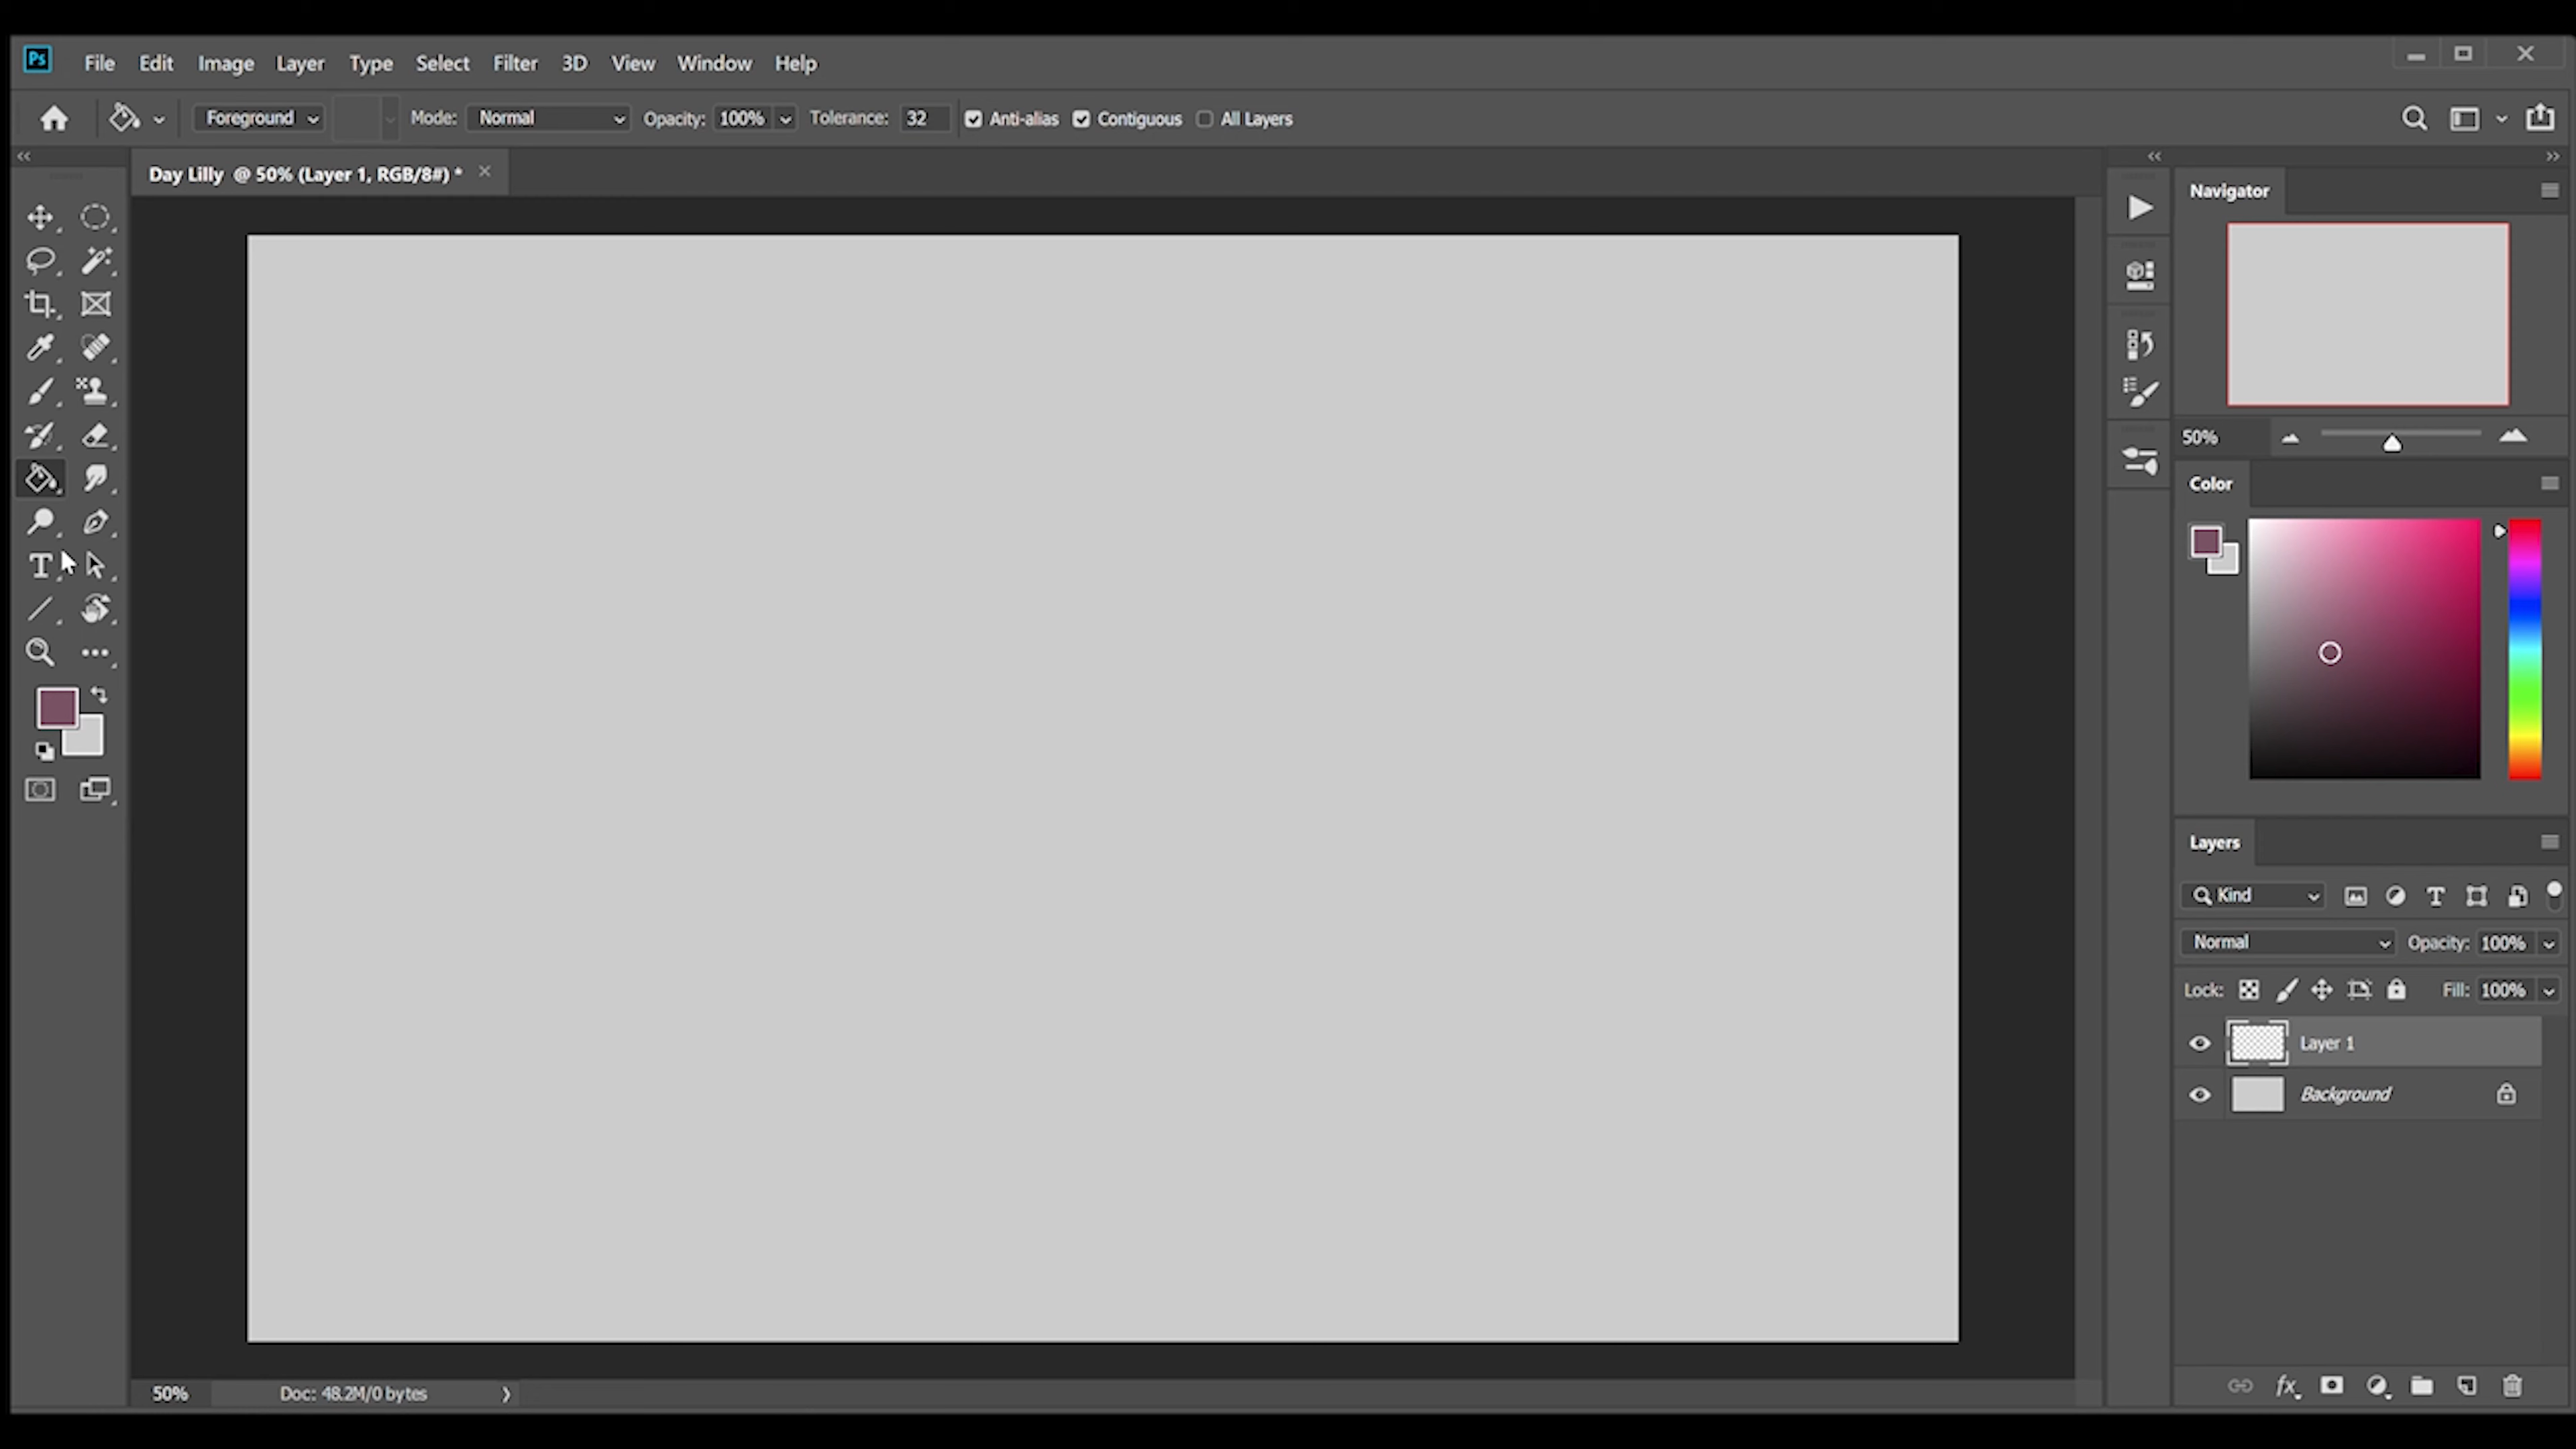 Ps File Edit Image Layer Type Select Filter 3D View Window Help
Foreground Mode: Normal Opacity: 100% Tolerance: 32 Anti-alias Contiguous All Layers
Day Lilly @ 50% (Layer 1, RGB/8#) *
Navigator
50%
Color
Layers
Kind
Normal Opacity: 100%
Lock: Fill: 100%
Layer 1
Background
50% Doc: 48.2M/0 bytes